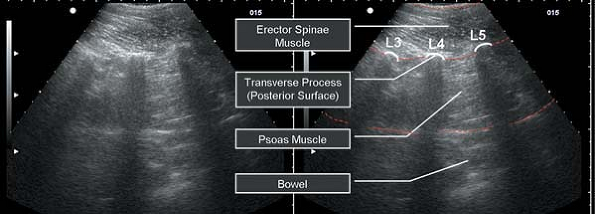 015
015
Erector Spinae
Muscle
L3
L4
L5
Transverse Process
(Posterior Surface)
Psoas Muscle
Bowel